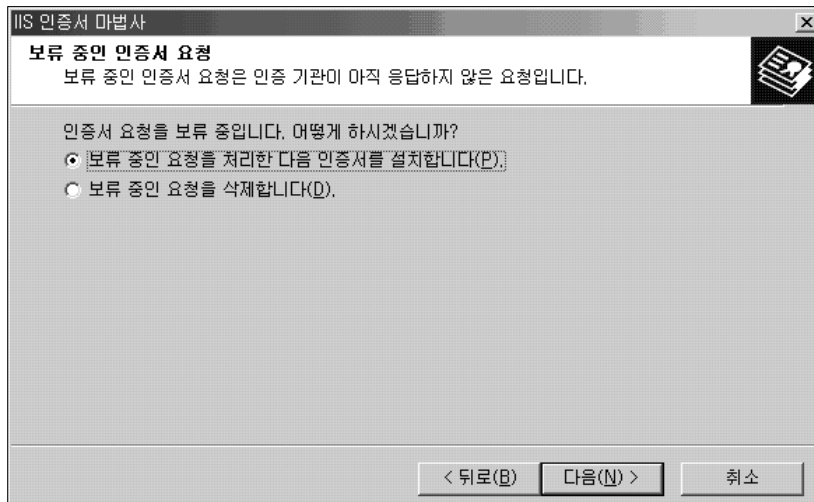 IIS 인증서 마법사
보류 중인 인증서 요청
보류 중인 인증서 요청은 인증 기관이 아직 응답하지 않은 요청입니다.
인증서 요청을 보류 중입니다. 어떻게 하시겠습니까?
보류 중인 요청을 처리한 다음 인증서를 설치합니다(P).
보류 중인 요청을 삭제합니다(D).
< 뒤로(B) 다음(N) > 취소